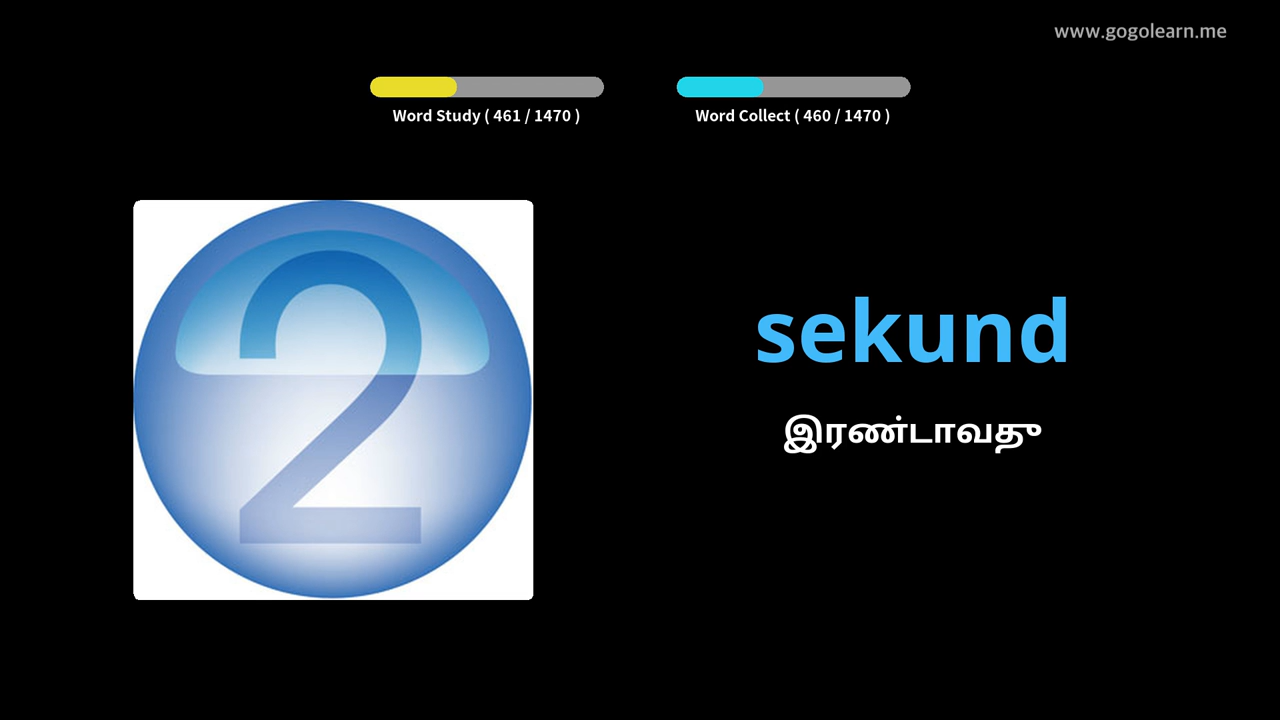 www.gogolearn.me
Word Study ( 461 / 1470 )
Word Collect ( 460 / 1470 )
2
sekund
இரண்டாவது